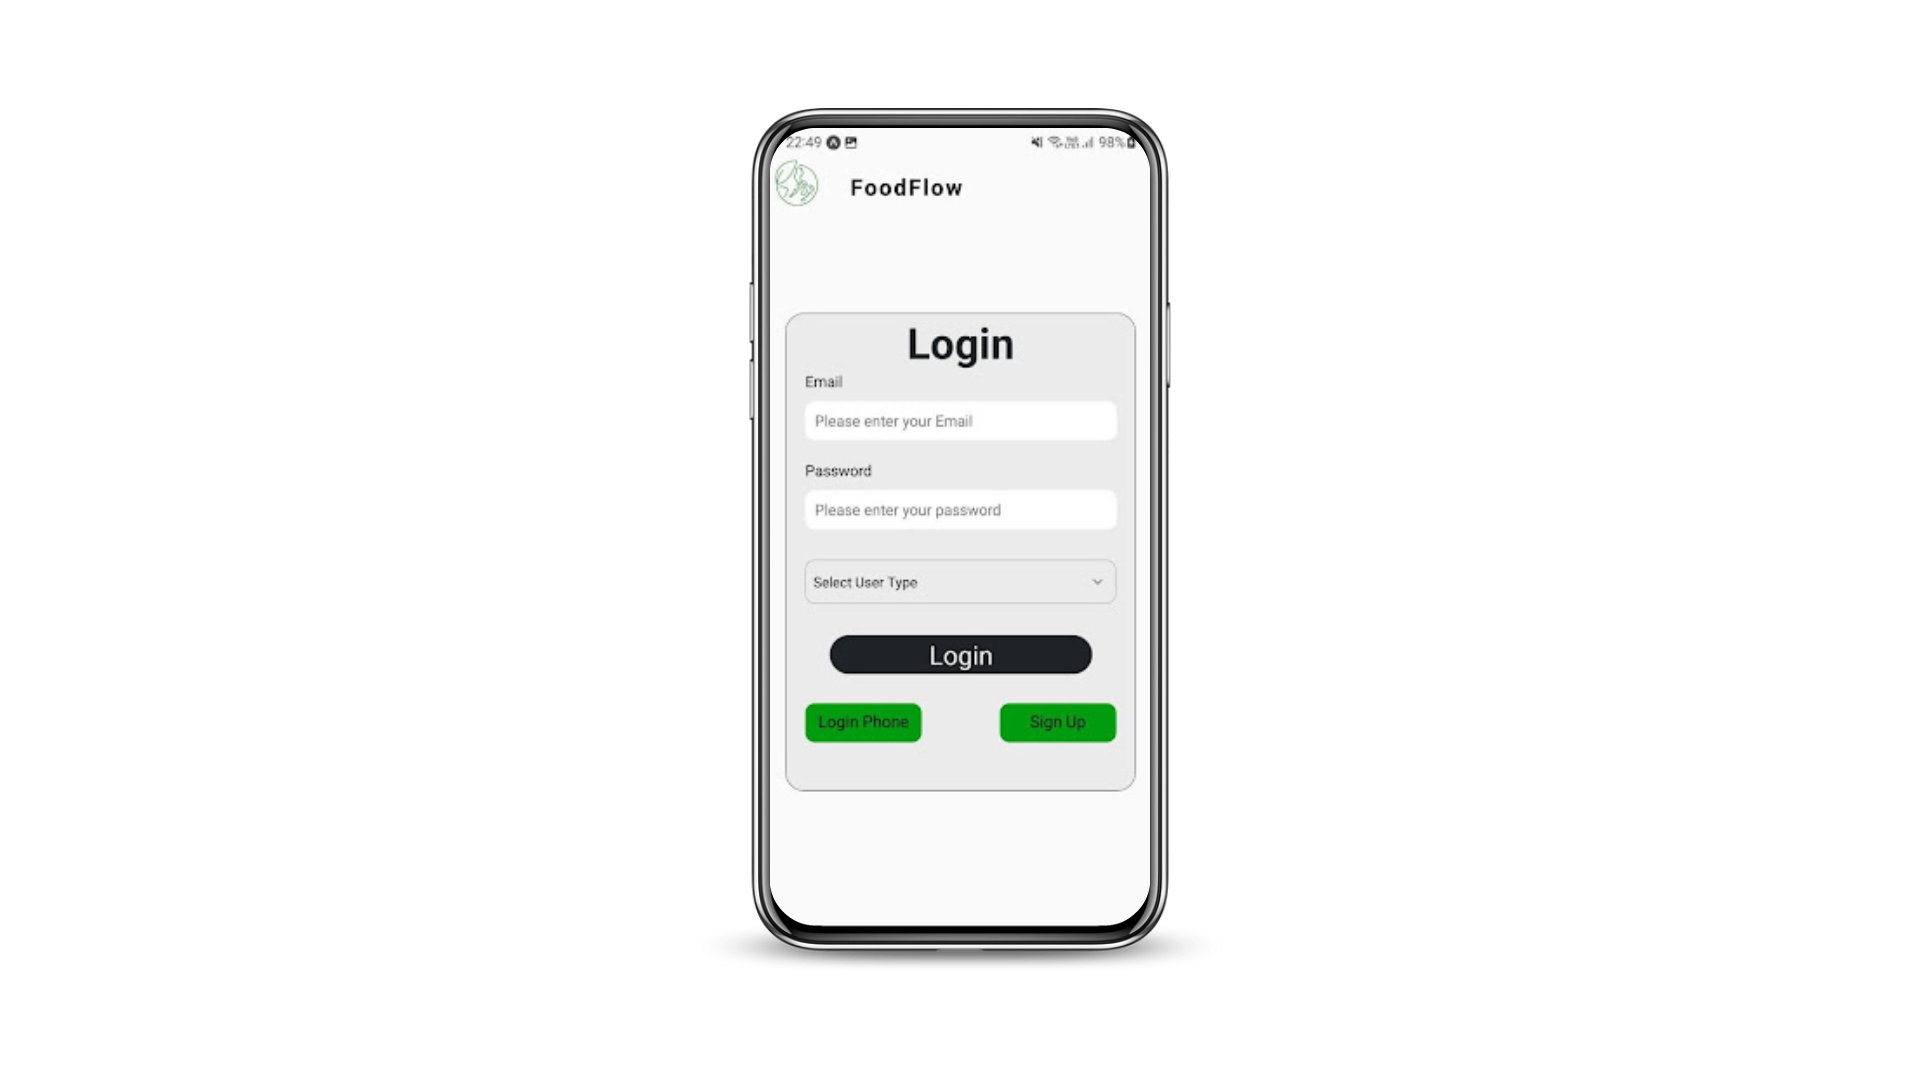 22:49 98%
FoodFlow
Login
Email
Please enter your Email
Password
Please enter your password
Select User Type
Login
Login Phone Sign Up